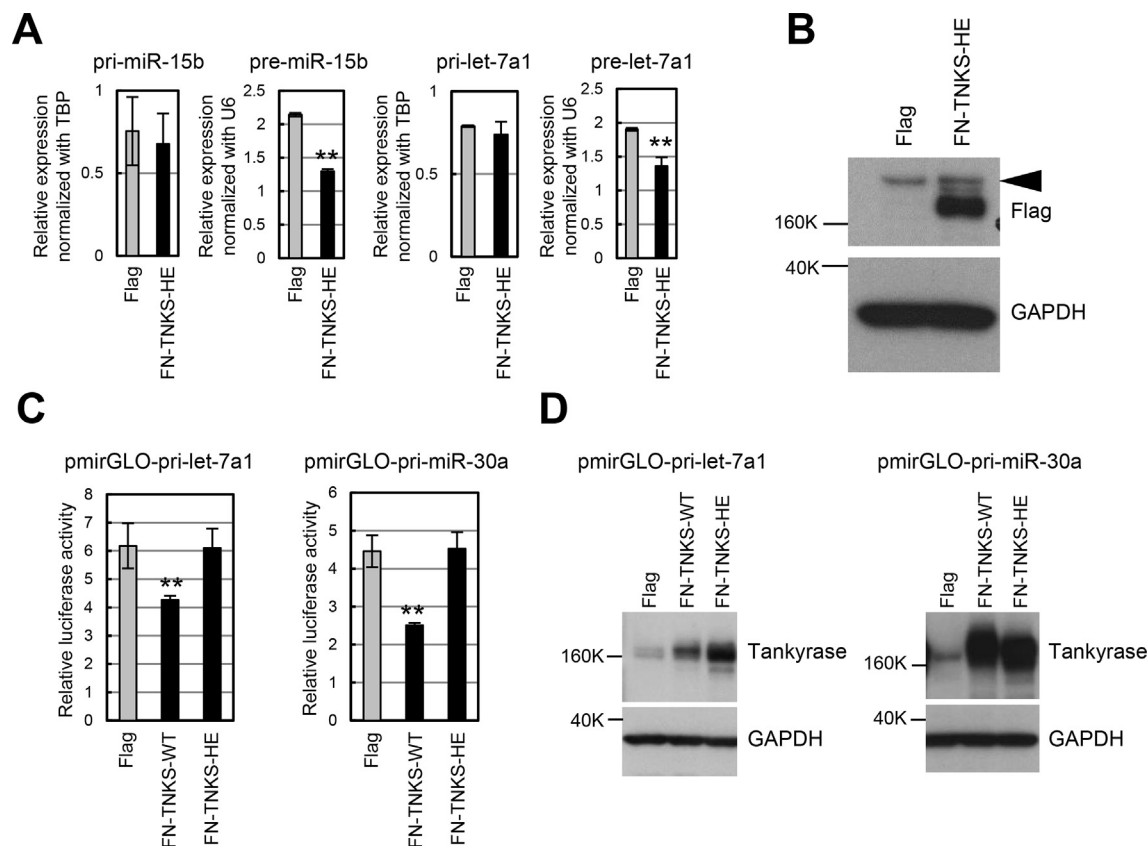 A
pri-miR-15b
Relative expression
normalized with TBP
1
0.5
0
Flag
FN-TNKS-HE
pre-miR-15b
Relative expression
normalized with U6
2.5
2
1.5
1
0.5
0
**
Flag
FN-TNKS-HE
pri-let-7a1
Relative expression
normalized with TBP
1
0.5
0
Flag
FN-TNKS-HE
pre-let-7a1
Relative expression
normalized with U6
2.5
2
1.5
1
0.5
0
**
Flag
FN-TNKS-HE
B
Flag
FN-TNKS-HE
160K
Flag
40K
GAPDH
C
pmirGLO-pri-let-7a1
Relative luciferase activity
8
7
6
5
4
3
2
1
0
**
Flag
FN-TNKS-WT
FN-TNKS-HE
pmirGLO-pri-miR-30a
Relative luciferase activity
6
5
4
3
2
1
0
**
Flag
FN-TNKS-WT
FN-TNKS-HE
D
pmirGLO-pri-let-7a1
Flag
FN-TNKS-WT
FN-TNKS-HE
160K
Tankyrase
40K
GAPDH
pmirGLO-pri-miR-30a
Flag
FN-TNKS-WT
FN-TNKS-HE
160K
Tankyrase
40K
GAPDH